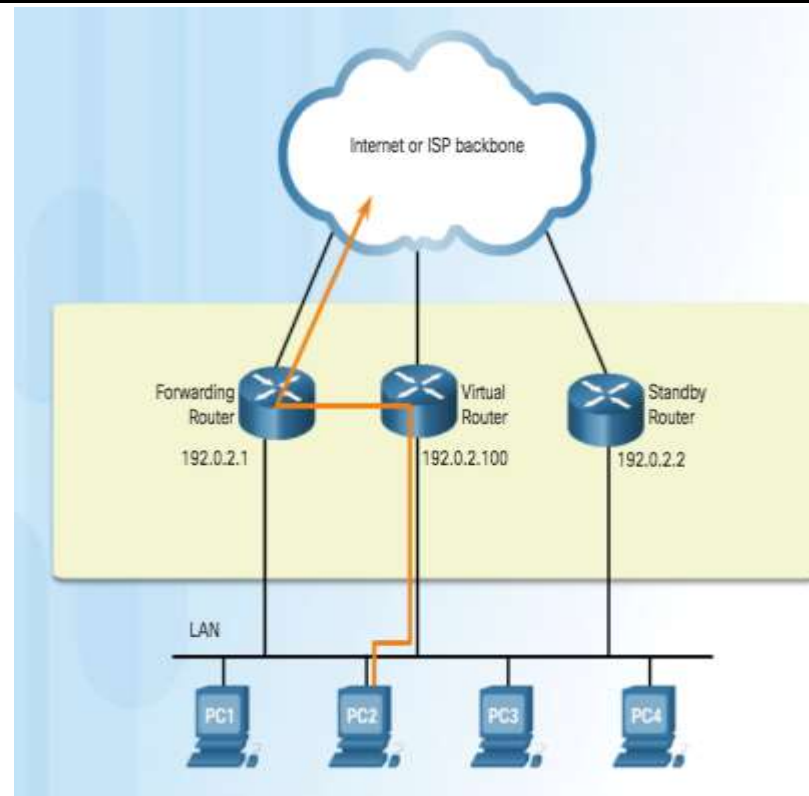 Internet or ISP backbone
Forwarding
Router
192.0.2.1
Virtual
Router
192.0.2.100
Standby
Router
192.0.2.2
LAN
PC1
PC2
PC3
PC4